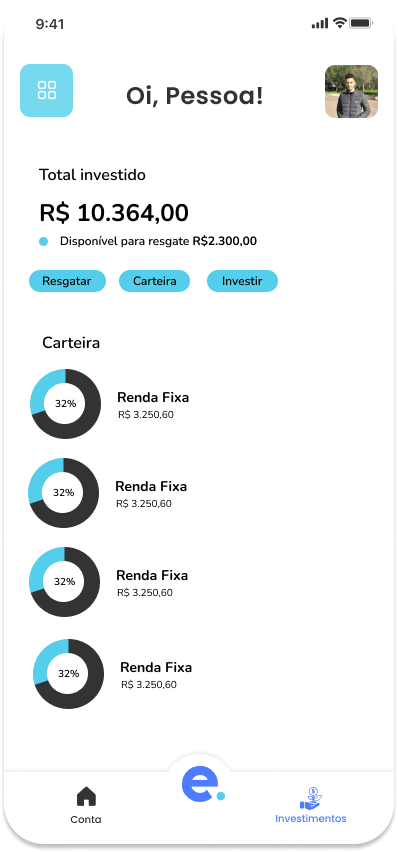 9:41
Oi, Pessoa!
Total investido
R$ 10.364,00
Disponível para resgate R$2.300,00
Resgatar
Carteira
Investir
Carteira
32%
Renda Fixa
R$ 3.250,60
32%
Renda Fixa
R$ 3.250,60
32%
Renda Fixa
R$ 3.250,60
32%
Renda Fixa
R$ 3.250,60
e.
Conta
Investimentos